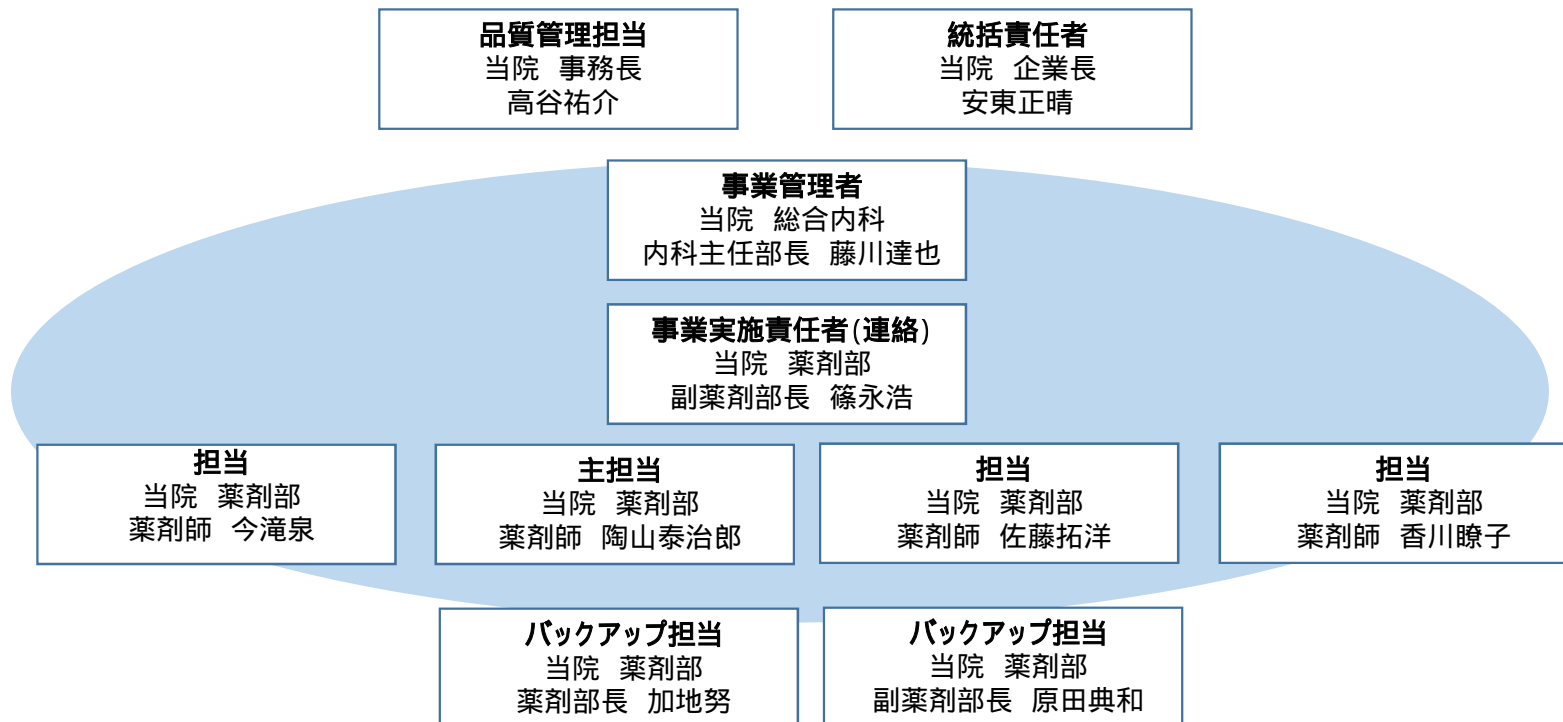 品質管理担当
当院 事務長
高谷祐介
統括責任者
当院 企業長
安東正晴
事業管理者
当院 総合内科
内科主任部長 藤川達也
事業実施責任者(連絡)
当院 薬剤部
副薬剤部長 篠永浩
担当
当院 薬剤部
薬剤師 今滝泉
主担当
当院 薬剤部
薬剤師 陶山泰治郎
担当
当院 薬剤部
薬剤師 佐藤拓洋
担当
当院 薬剤部
薬剤師 香川瞭子
バックアップ担当
当院 薬剤部
薬剤部長 加地努
バックアップ担当
当院 薬剤部
副薬剤部長 原田典和